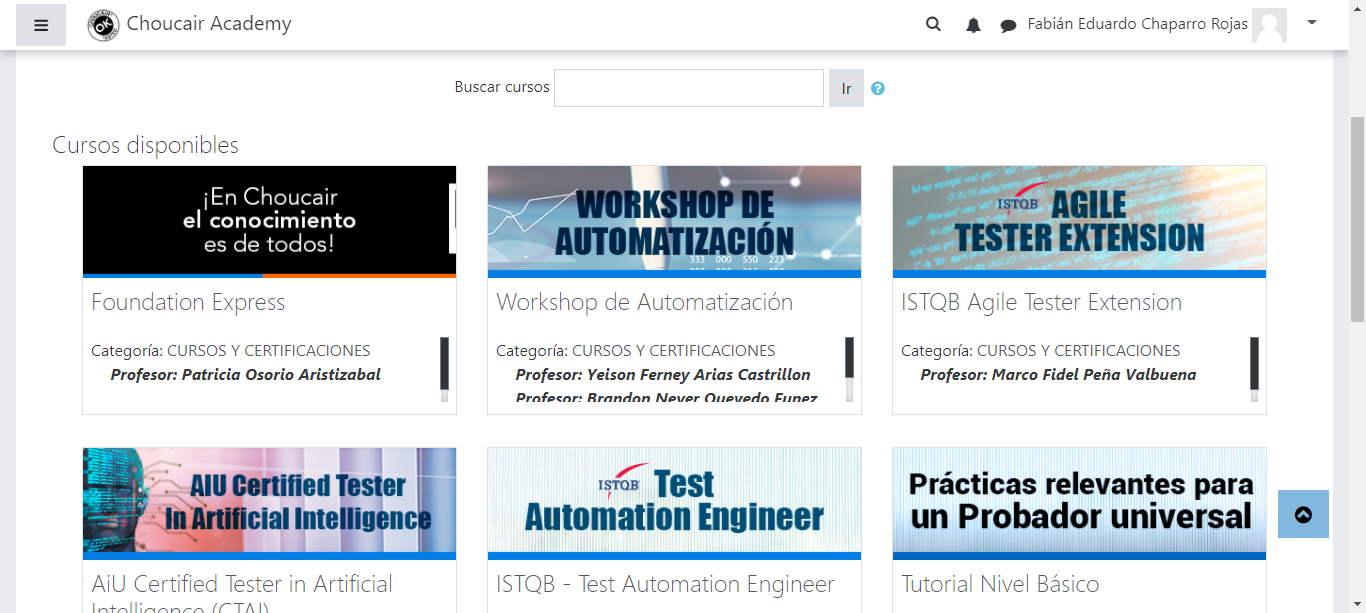 Choucair Academy
Fabián Eduardo Chaparro Rojas
Buscar cursos
Ir
Cursos disponibles
¡En Choucair
el conocimiento
es de todos!
Foundation Express
Categoría: CURSOS Y CERTIFICACIONES
Profesor: Patricia Osorio Aristizabal
WORKSHOP DE
AUTOMATIZACIÓN
333 000 550 223
Workshop de Automatización
Categoría: CURSOS Y CERTIFICACIONES
Profesor: Yeison Ferney Arias Castrillon
Profesor: Brandon Never Quevedo Funez
ISTQB AGILE
TESTER EXTENSION
ISTQB Agile Tester Extension
Categoría: CURSOS Y CERTIFICACIONES
Profesor: Marco Fidel Peña Valbuena
AIU Certified Tester
In Artificial Intelligence
AiU Certified Tester in Artificial
Intelligence (CTAI)
ISTQB Test
Automation Engineer
ISTQB - Test Automation Engineer
Prácticas relevantes para
un Probador universal
Tutorial Nivel Básico